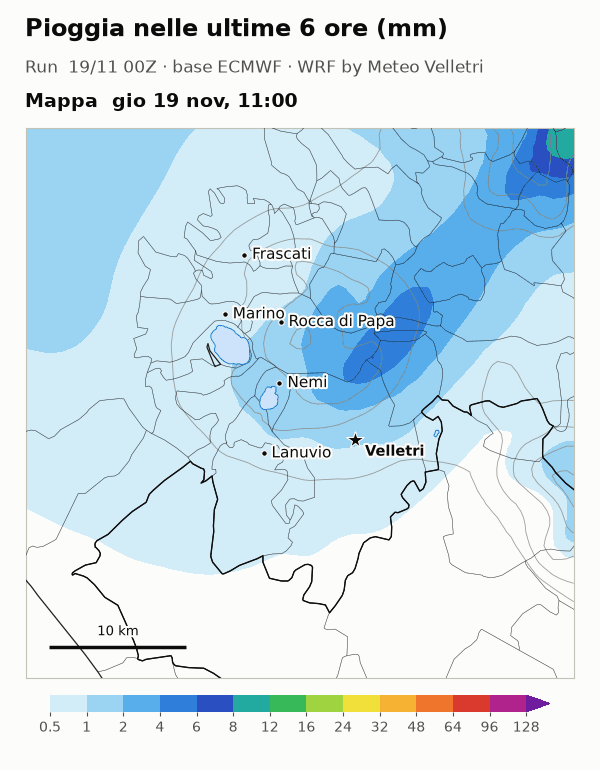 Pioggia nelle ultime 6 ore (mm)
Run  19/11 00Z · base ECMWF · WRF by Meteo Velletri
Mappa  gio 19 nov, 11:00
Frascati
Marino
Rocca di Papa
Nemi
Velletri
Lanuvio
10 km
0.5 1 2 4 6 8 12 16 24 32 48 64 96 128